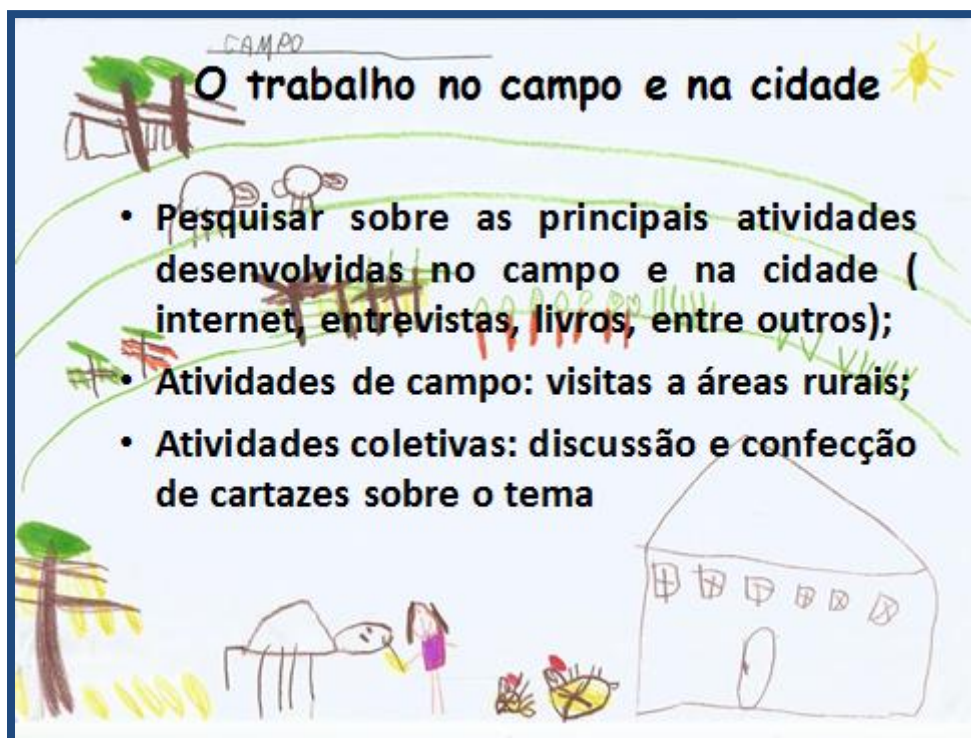 CAMPO
O trabalho no campo e na cidade
• Pesquisar sobre as principais atividades
desenvolvidas no campo e na cidade (
internet, entrevistas, livros, entre outros);
• Atividades de campo: visitas a áreas rurais;
• Atividades coletivas: discussão e confecção
de cartazes sobre o tema